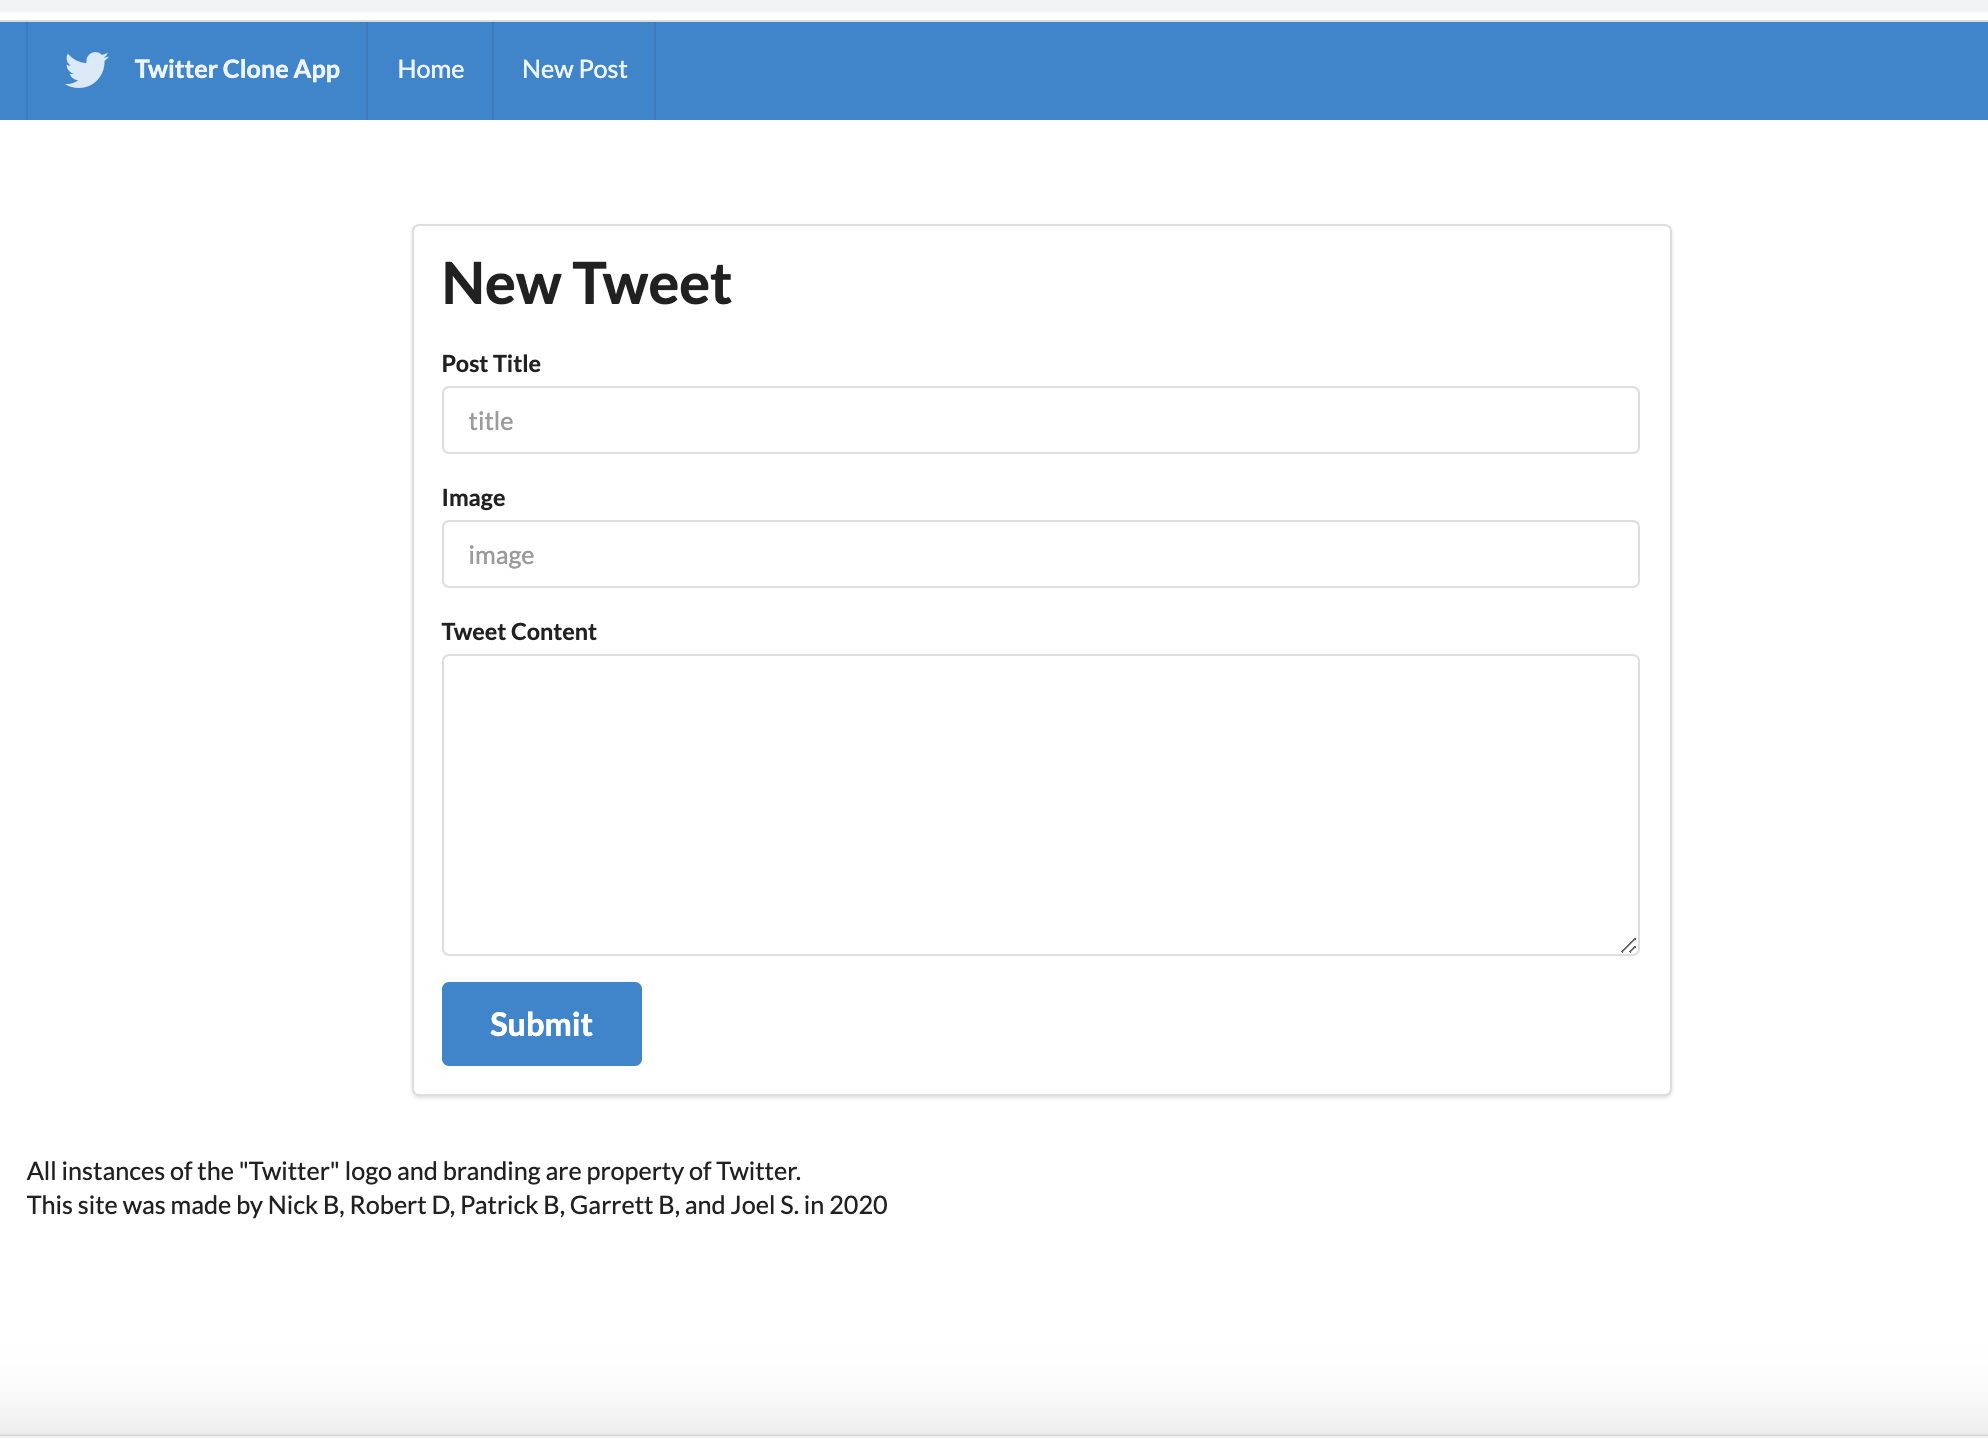 Twitter Clone App Home New Post
New Tweet
Post Title
title
Image
image
Tweet Content
Submit
All instances of the "Twitter" logo and branding are property of Twitter.
This site was made by Nick B, Robert D, Patrick B, Garrett B, and Joel S. in 2020